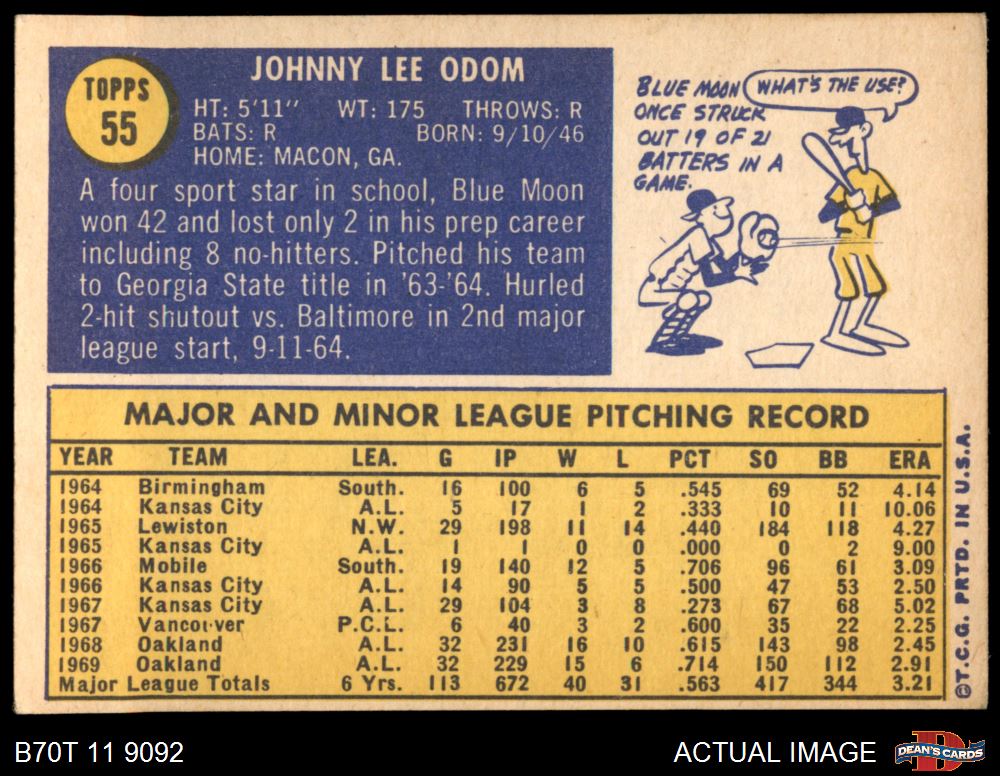 TOPPS
55
JOHNNY LEE ODOM
HT: 5'11" WT: 175 THROWS: R
BATS: R BORN: 9/10/46
HOME: MACON, GA.
A four sport star in school, Blue Moon
won 42 and lost only 2 in his prep career
including 8 no-hitters. Pitched his team
to Georgia State title in '63-'64. Hurled
2-hit shutout vs. Baltimore in 2nd major
league start, 9-11-64.
BLUE MOON
ONCE STRUCK
OUT 19 OF 21
BATTERS IN A
GAME.
WHAT'S THE USE?
MAJOR AND MINOR LEAGUE PITCHING RECORD
YEAR TEAM LEA. G IP W L PCT SO BB ERA
1964 Birmingham South. 16 100 6 5 .545 69 52 4.14
1964 Kansas City A.L. 5 17 1 2 .333 10 11 10.06
1965 Lewiston N.W. 29 198 11 14 .440 184 118 4.27
1965 Kansas City A.L. 1 1 0 0 .000 0 2 9.00
1966 Mobile South. 19 140 12 5 .706 96 61 3.09
1966 Kansas City A.L. 14 90 5 5 .500 47 53 2.50
1967 Kansas City A.L. 29 104 3 8 .273 67 68 5.02
1967 Vancouver P.C.L. 6 40 3 2 .600 35 22 2.25
1968 Oakland A.L. 32 231 16 10 .615 143 98 2.45
1969 Oakland A.L. 32 229 15 6 .714 150 112 2.91
Major League Totals 6 Yrs. 113 672 40 31 .563 417 344 3.21
©T.C.G. PRTD. IN U.S.A.
B70T 11 9092
ACTUAL IMAGE
D
DEAN'S CARDS